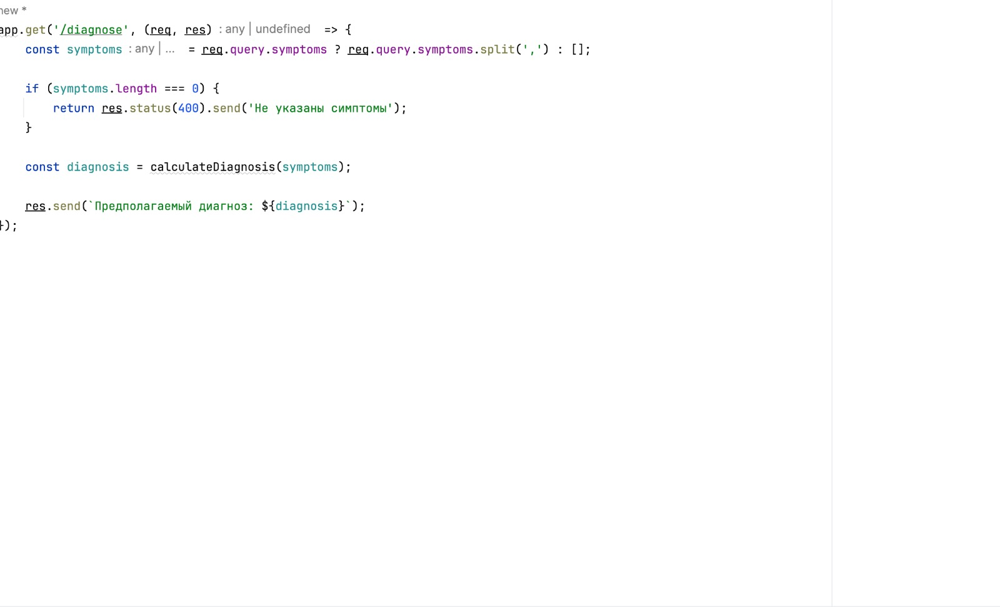 new *
app.get('/diagnose', (req, res) : any | undefined => {
const symptoms : any | ... = req.query.symptoms ? req.query.symptoms.split(',') : [];
if (symptoms.length === 0) {
return res.status(400).send('Не указаны симптомы');
}
const diagnosis = calculateDiagnosis(symptoms);
res.send(`Предполагаемый диагноз: ${diagnosis}`);
});